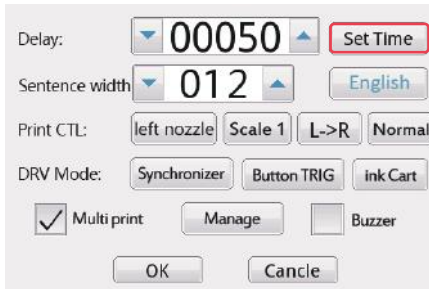 Delay: 00050 Set Time
Sentence width 012 English
Print CTL: left nozzle Scale 1 L->R Normal
DRV Mode: Synchronizer Button TRIG ink Cart
Multi print Manage Buzzer
OK Cancle